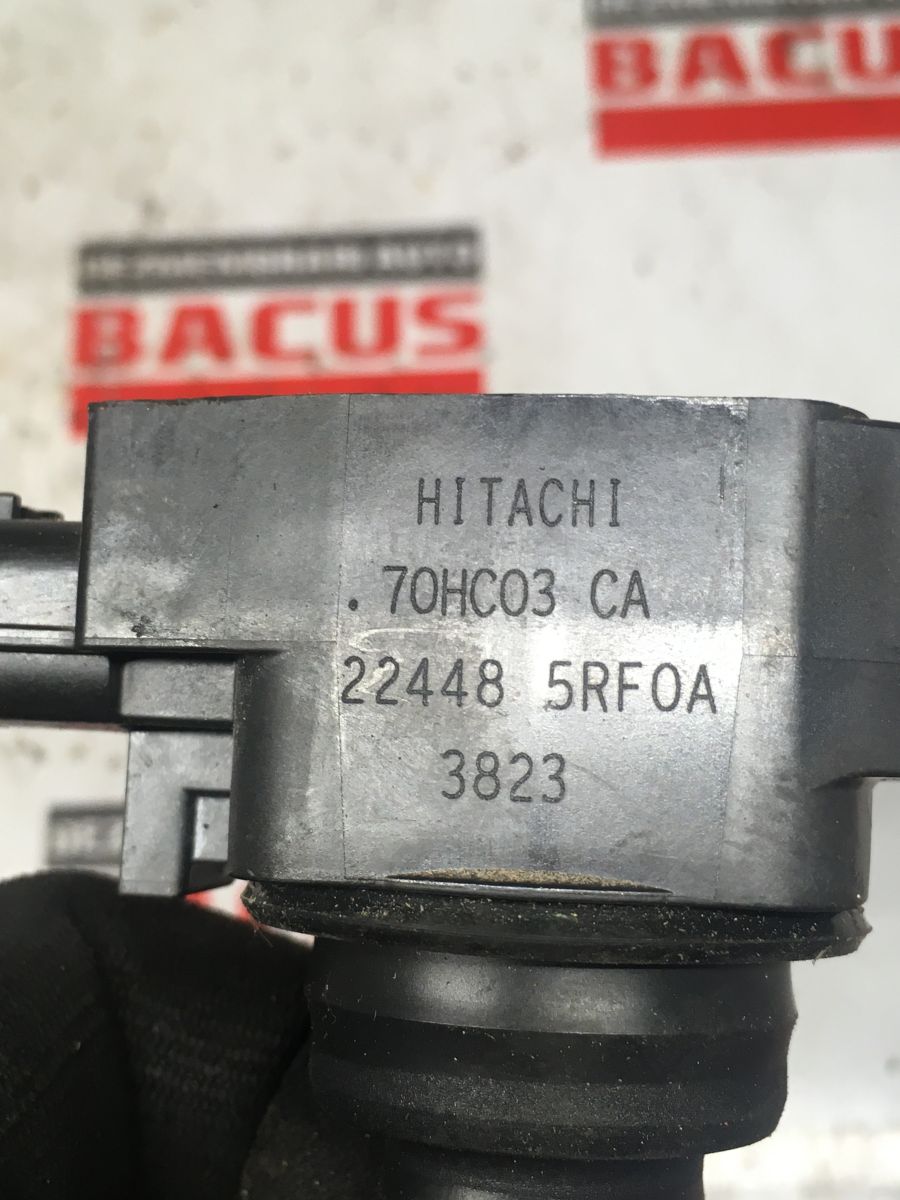 BACUS
BACUS
HITACHI
. 70HC03 CA
22448 5RF0A
3823